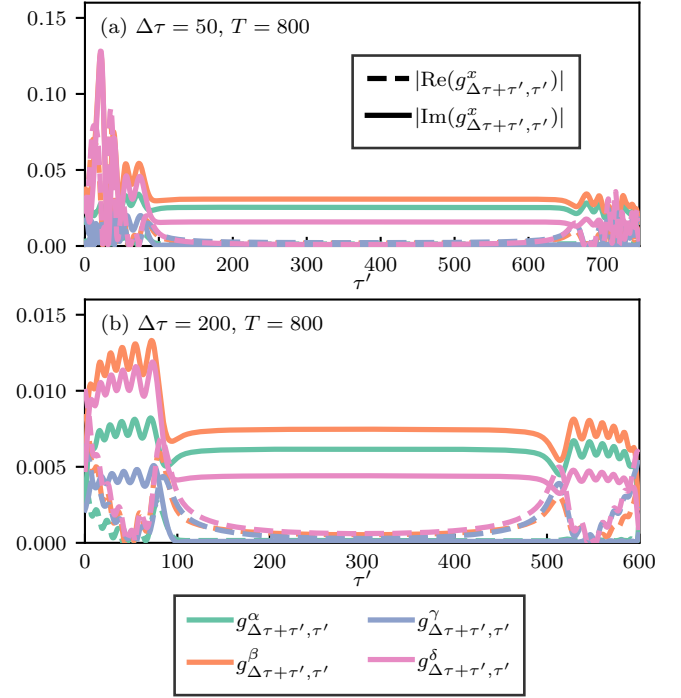 0.15
0.10
0.05
0.00
(a) Δτ = 50, T = 800
|Re(g^x_{Δτ+τ′,τ′})|
|Im(g^x_{Δτ+τ′,τ′})|
0 100 200 300 400 500 600 700
τ′
0.015
0.010
0.005
0.000
(b) Δτ = 200, T = 800
0 100 200 300 400 500 600
τ′
g^α_{Δτ+τ′,τ′} g^γ_{Δτ+τ′,τ′}
g^β_{Δτ+τ′,τ′} g^δ_{Δτ+τ′,τ′}